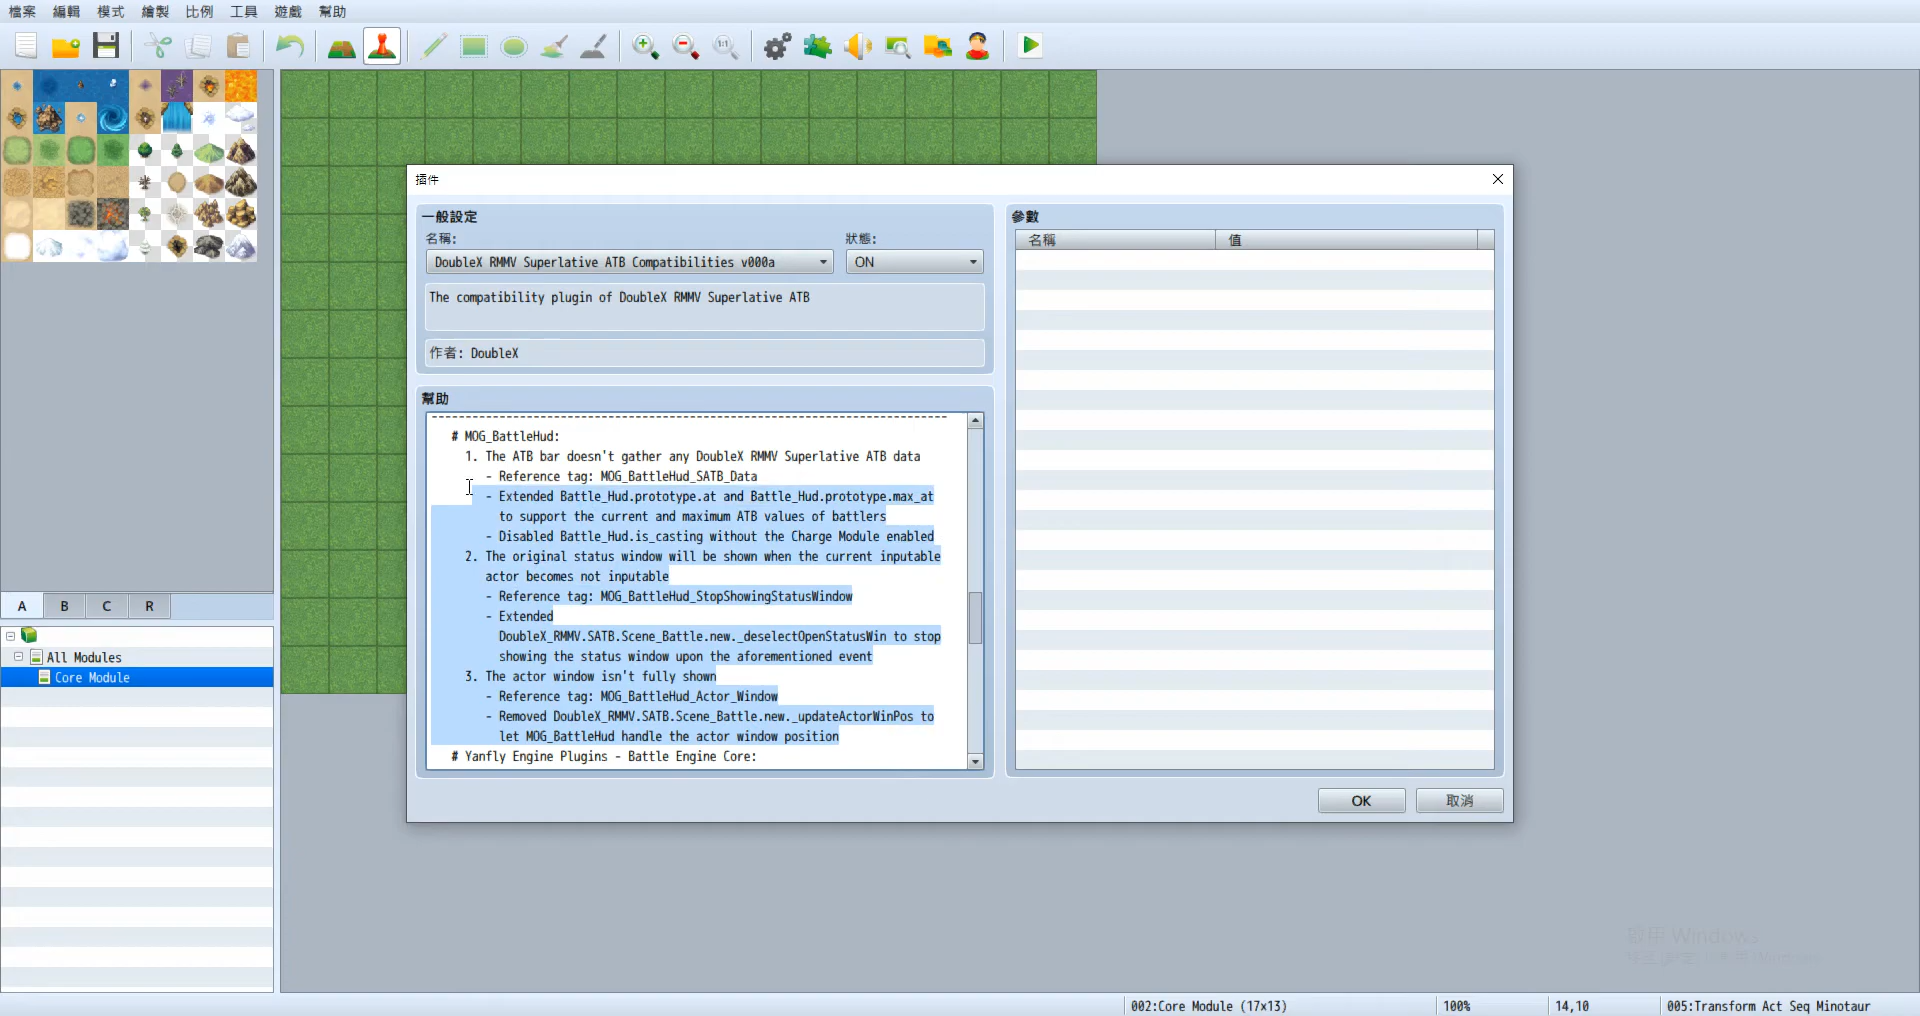 檔案 編輯 模式 繪製 比例 工具 遊戲 幫助
1:1
插件
一般設定
名稱:
狀態:
DoubleX RMMV Superlative ATB Compatibilities v000a
ON
The compatibility plugin of DoubleX RMMV Superlative ATB
作者: DoubleX
幫助
# MOG_BattleHud:
1. The ATB bar doesn't gather any DoubleX RMMV Superlative ATB data
- Reference tag: MOG_BattleHud_SATB_Data
- Extended Battle_Hud.prototype.at and Battle_Hud.prototype.max_at
to support the current and maximum ATB values of battlers
- Disabled Battle_Hud.is_casting without the Charge Module enabled
2. The original status window will be shown when the current inputable
actor becomes not inputable
- Reference tag: MOG_BattleHud_StopShowingStatusWindow
- Extended
DoubleX_RMMV.SATB.Scene_Battle.new._deselectOpenStatusWin to stop
showing the status window upon the aforementioned event
3. The actor window isn't fully shown
- Reference tag: MOG_BattleHud_Actor_Window
- Removed DoubleX_RMMV.SATB.Scene_Battle.new._updateActorWinPos to
let MOG_BattleHud handle the actor window position
# Yanfly Engine Plugins - Battle Engine Core:
參數
名稱 值
OK 取消
A B C R
All Modules
Core Module
啟用 Windows
002:Core Module (17x13) 100% 14,10 005:Transform Act Seq Minotaur